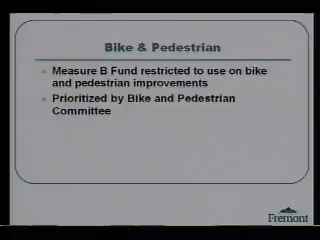 Bike & Pedestrian
Measure B Fund restricted to use on bike
and pedestrian improvements
Prioritized by Bike and Pedestrian
Committee
Fremont